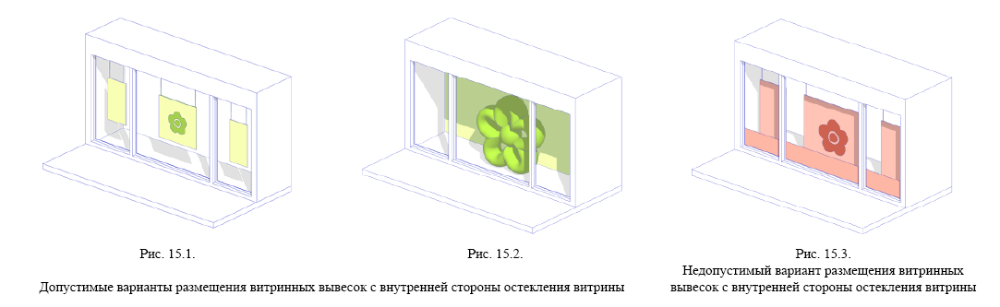 Рис. 15.1.
Рис. 15.2.
Рис. 15.3.
Допустимые варианты размещения витринных вывесок с внутренней стороны остекления витрины
Недопустимый вариант размещения витринных
вывесок с внутренней стороны остекления витрины